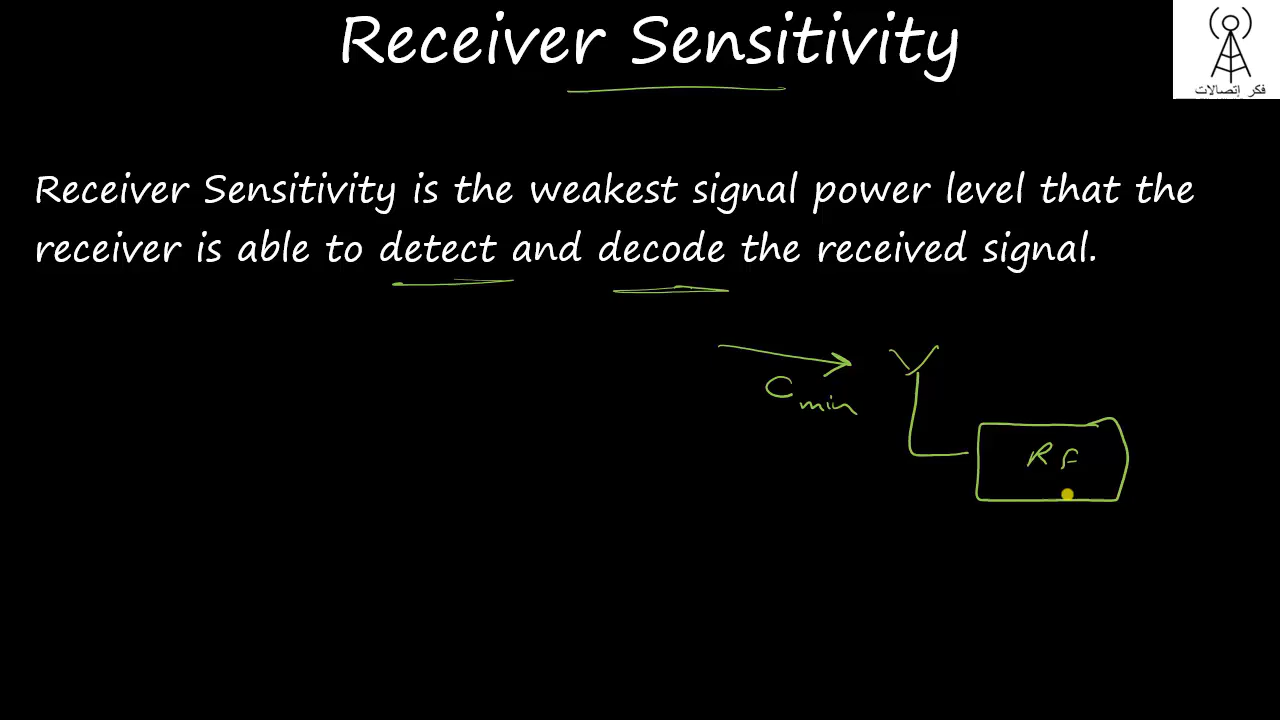 Receiver Sensitivity
فكر إتصالات
Receiver Sensitivity is the weakest signal power level that the
receiver is able to detect and decode the received signal.
Cmin
RF